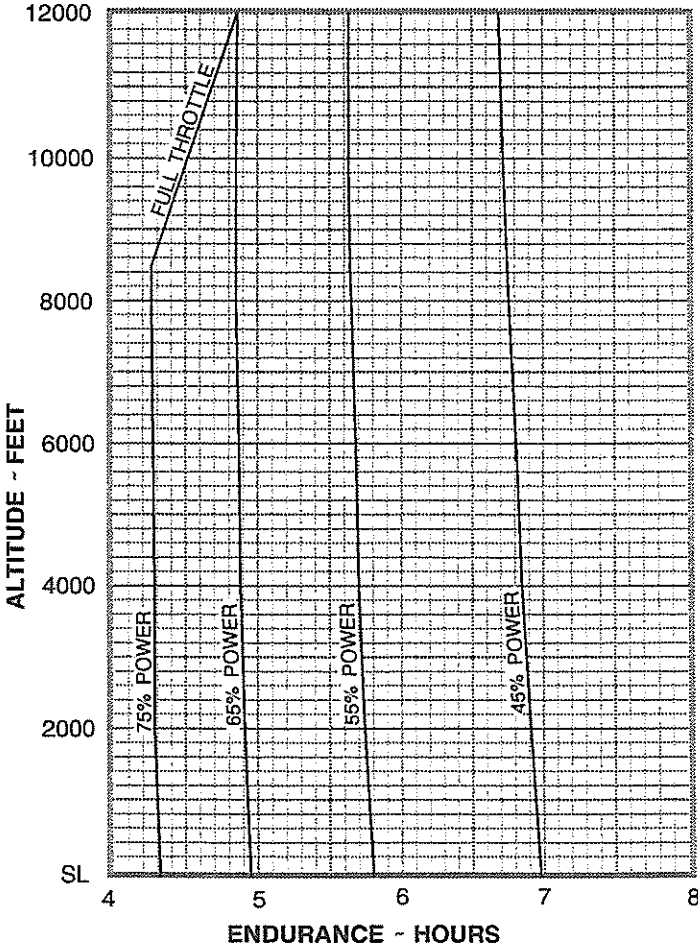 12000
FULL THROTTLE
10000
8000
6000
ALTITUDE ~ FEET
4000
75% POWER
65% POWER
55% POWER
45% POWER
2000
SL
4
5
6
7
8
ENDURANCE ~ HOURS